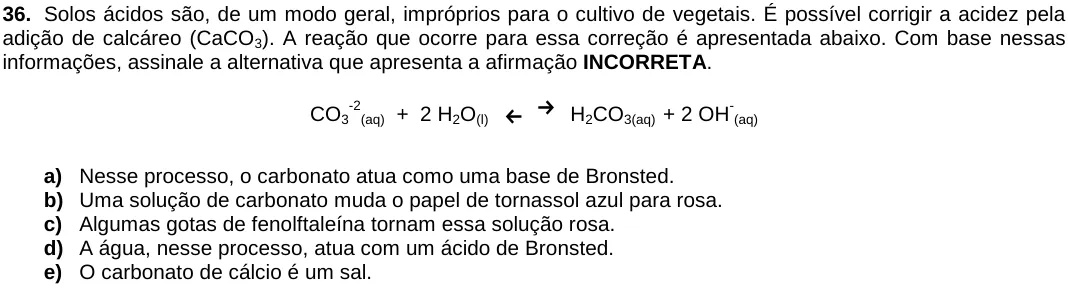 36. Solos ácidos são, de um modo geral, impróprios para o cultivo de vegetais. É possível corrigir a acidez pela
adição de calcáreo (CaCO₃). A reação que ocorre para essa correção é apresentada abaixo. Com base nessas
informações, assinale a alternativa que apresenta a afirmação INCORRETA.
CO₃⁻²(aq) + 2 H₂O(l) ← → H₂CO₃(aq) + 2 OH⁻(aq)
a) Nesse processo, o carbonato atua como uma base de Bronsted.
b) Uma solução de carbonato muda o papel de tornassol azul para rosa.
c) Algumas gotas de fenolftaleína tornam essa solução rosa.
d) A água, nesse processo, atua com um ácido de Bronsted.
e) O carbonato de cálcio é um sal.